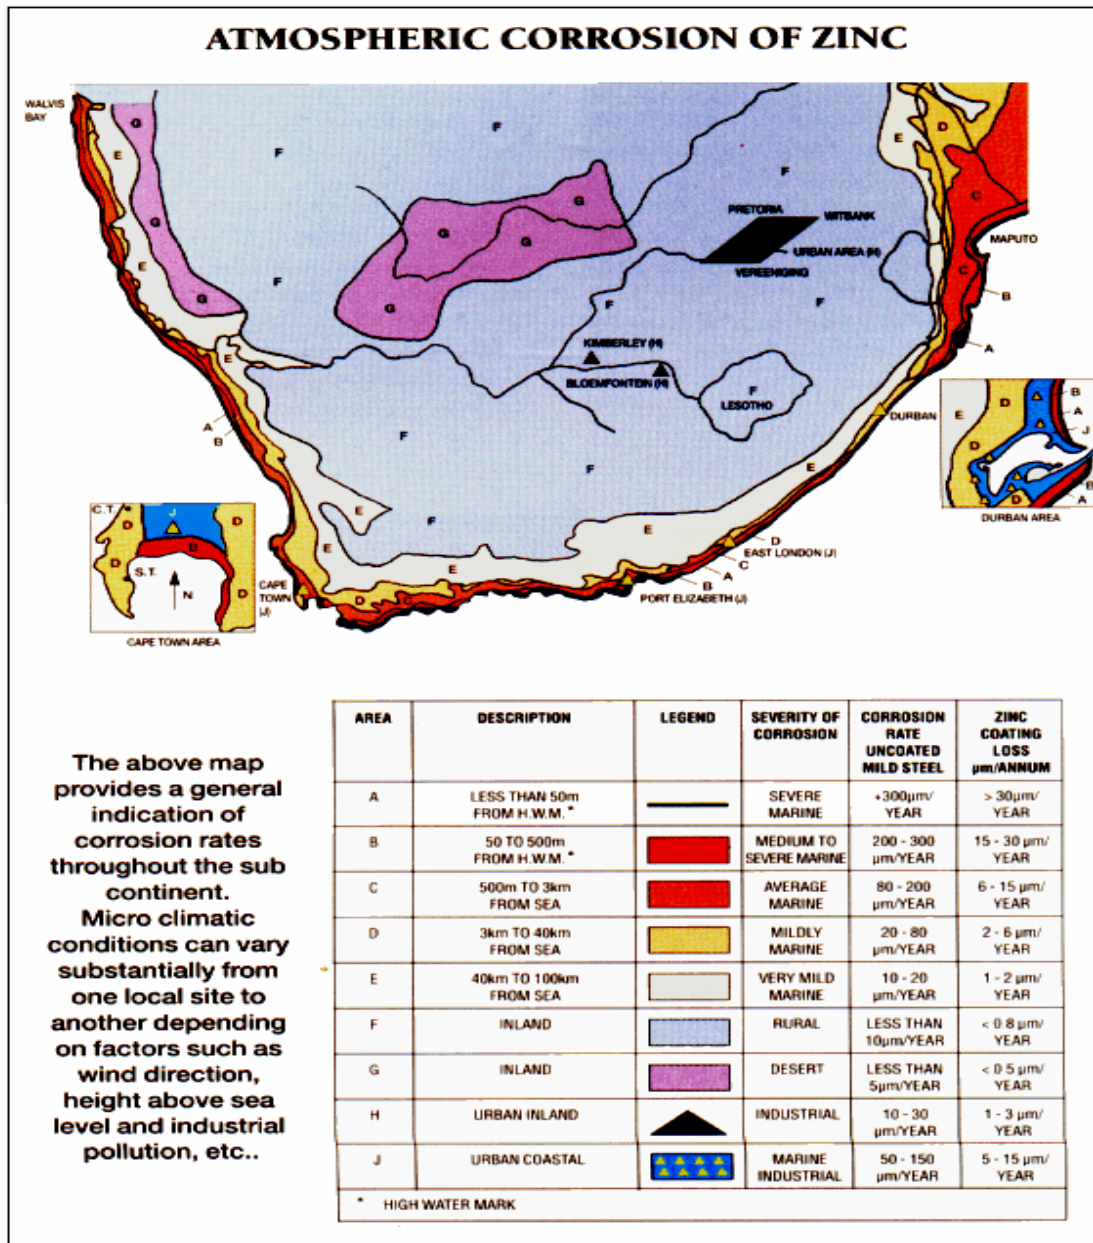 ATMOSPHERIC CORROSION OF ZINC
WALVIS
BAY
E
G
F
F
F
E
D
G
G
G
G
G
E
G
F
F
F
F
C
C
PRETORIA
WITBANK
URBAN AREA (H)
VEREENIGING
MAPUTO
B
A
KIMBERLEY (H)
BLOEMFONTEIN (H)
F
LESOTHO
DURBAN
E
A
B
F
F
F
E
E
E
E
E
D
EAST LONDON (J)
C
A
B
PORT ELIZABETH (J)
D
C
CAPE
TOWN
(J)
C.T.
J
D
D
D
B
S.T.
N
D
CAPE TOWN AREA
E
D
D
D
B
A
J
B
A
DURBAN AREA
The above map
provides a general
indication of
corrosion rates
throughout the sub
continent.
Micro climatic
conditions can vary
substantially from
one local site to
another depending
on factors such as
wind direction,
height above sea
level and industrial
pollution, etc..
AREA DESCRIPTION LEGEND SEVERITY OF CORROSION CORROSION RATE UNCOATED MILD STEEL ZINC COATING LOSS µm/ANNUM
A LESS THAN 50m FROM H.W.M. * SEVERE MARINE +300µm/ YEAR > 30µm/ YEAR
B 50 TO 500m FROM H.W.M. * MEDIUM TO SEVERE MARINE 200 - 300 µm/YEAR 15 - 30 µm/ YEAR
C 500m TO 3km FROM SEA AVERAGE MARINE 80 - 200 µm/YEAR 6 - 15 µm/ YEAR
D 3km TO 40km FROM SEA MILDLY MARINE 20 - 80 µm/YEAR 2 - 6 µm/ YEAR
E 40km TO 100km FROM SEA VERY MILD MARINE 10 - 20 µm/YEAR 1 - 2 µm/ YEAR
F INLAND RURAL LESS THAN 10µm/YEAR < 0 8 µm/ YEAR
G INLAND DESERT LESS THAN 5µm/YEAR < 0 5 µm/ YEAR
H URBAN INLAND INDUSTRIAL 10 - 30 µm/YEAR 1 - 3 µm/ YEAR
J URBAN COASTAL MARINE INDUSTRIAL 50 - 150 µm/YEAR 5 - 15 µm/ YEAR
* HIGH WATER MARK